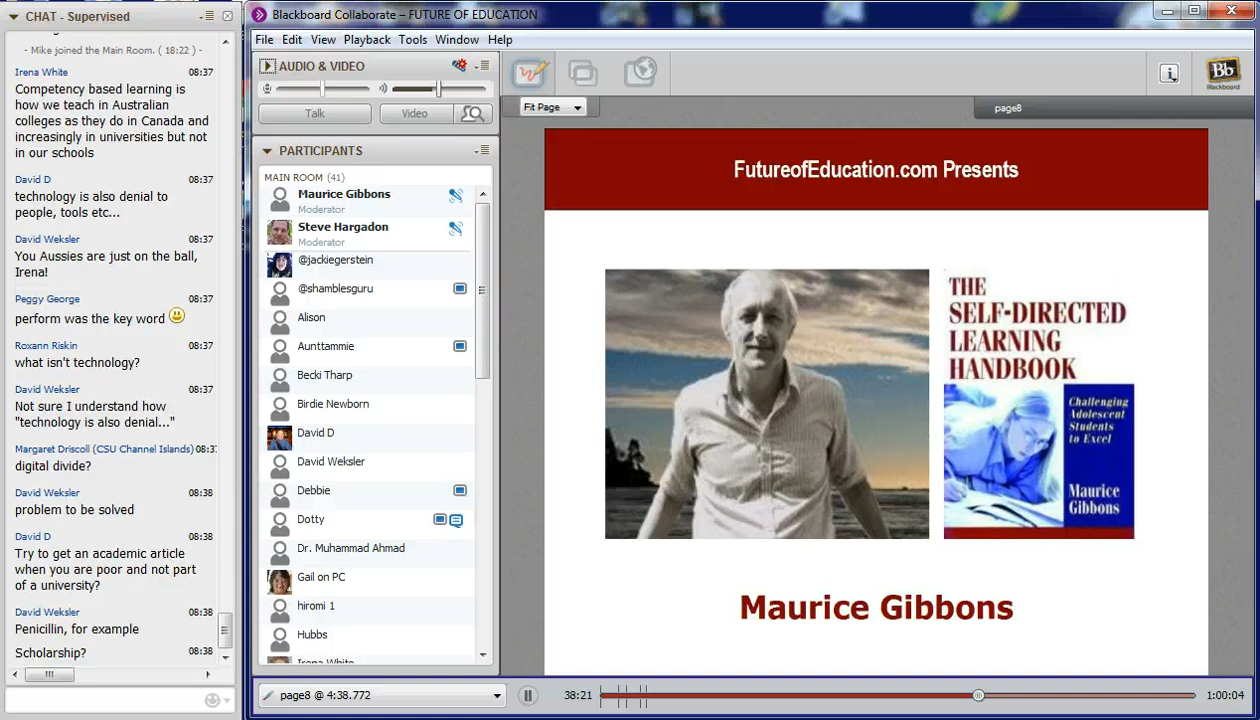 CHAT - Supervised
- Mike joined the Main Room. ( 18:22 ) -
Irena White 08:37
Competency based learning is
how we teach in Australian
colleges as they do in Canada and
increasingly in universities but not
in our schools
David D 08:37
technology is also denial to
people, tools etc...
David Weksler 08:37
You Aussies are just on the ball,
Irena!
Peggy George 08:37
perform was the key word
Roxann Riskin 08:37
what isn't technology?
David Weksler 08:37
Not sure I understand how
"technology is also denial..."
Margaret Driscoll (CSU Channel Islands) 08:37
digital divide?
David Weksler 08:38
problem to be solved
David D 08:38
Try to get an academic article
when you are poor and not part
of a university?
David Weksler 08:38
Penicillin, for example
Scholarship? 08:38
Blackboard Collaborate – FUTURE OF EDUCATION
File Edit View Playback Tools Window Help
AUDIO & VIDEO
Talk Video
PARTICIPANTS
MAIN ROOM (41)
Maurice Gibbons
Moderator
Steve Hargadon
Moderator
@jackiegerstein
@shamblesguru
Alison
Aunttammie
Becki Tharp
Birdie Newborn
David D
David Weksler
Debbie
Dotty
Dr. Muhammad Ahmad
Gail on PC
hiromi 1
Hubbs
Irena White
Bb
Blackboard
Fit Page
page8
FutureofEducation.com Presents
THE
SELF-DIRECTED
LEARNING
HANDBOOK
Challenging
Adolescent
Students
to Excel
Maurice
Gibbons
Maurice Gibbons
page8 @ 4:38.772
38:21
1:00:04